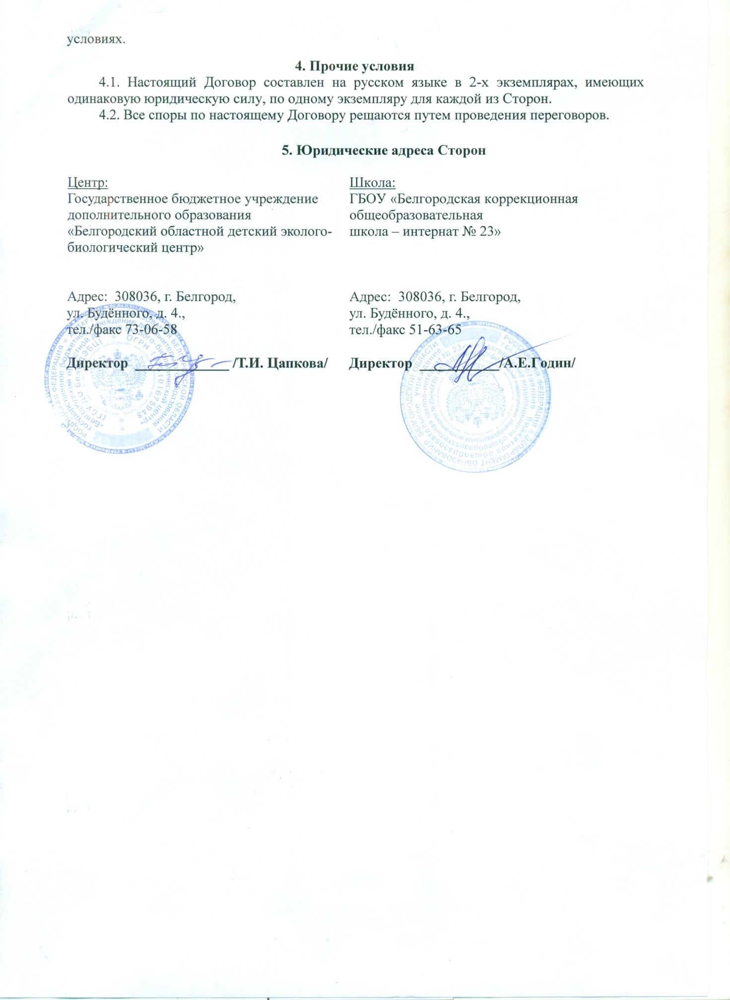 условиях.
4. Прочие условия
4.1. Настоящий Договор составлен на русском языке в 2-х экземплярах, имеющих
одинаковую юридическую силу, по одному экземпляру для каждой из Сторон.
4.2. Все споры по настоящему Договору решаются путем проведения переговоров.
5. Юридические адреса Сторон
Центр:
Государственное бюджетное учреждение
дополнительного образования
«Белгородский областной детский эколого-
биологический центр»
Адрес: 308036, г. Белгород,
ул. Будённого, д. 4.,
тел./факс 73-06-58
Директор ______________ /Т.И. Цапкова/
Школа:
ГБОУ «Белгородская коррекционная
общеобразовательная
школа – интернат № 23»
Адрес: 308036, г. Белгород,
ул. Будённого, д. 4.,
тел./факс 51-63-65
Директор ____________/А.Е.Годин/